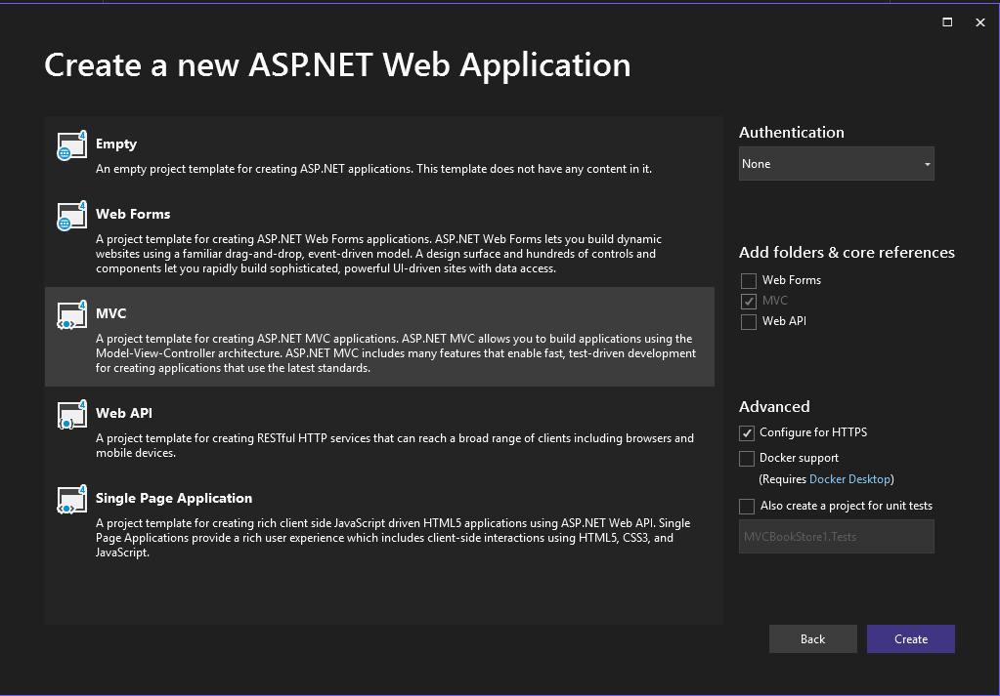 Create a new ASP.NET Web Application
Empty
An empty project template for creating ASP.NET applications. This template does not have any content in it.
Web Forms
A project template for creating ASP.NET Web Forms applications. ASP.NET Web Forms lets you build dynamic
websites using a familiar drag-and-drop, event-driven model. A design surface and hundreds of controls and
components let you rapidly build sophisticated, powerful UI-driven sites with data access.
MVC
A project template for creating ASP.NET MVC applications. ASP.NET MVC allows you to build applications using the
Model-View-Controller architecture. ASP.NET MVC includes many features that enable fast, test-driven development
for creating applications that use the latest standards.
Web API
A project template for creating RESTful HTTP services that can reach a broad range of clients including browsers and
mobile devices.
Single Page Application
A project template for creating rich client side JavaScript driven HTML5 applications using ASP.NET Web API. Single
Page Applications provide a rich user experience which includes client-side interactions using HTML5, CSS3, and
JavaScript.
Authentication
None
Add folders & core references
Web Forms
MVC
Web API
Advanced
Configure for HTTPS
Docker support
(Requires Docker Desktop)
Also create a project for unit tests
MVCBookStore1.Tests
Back
Create